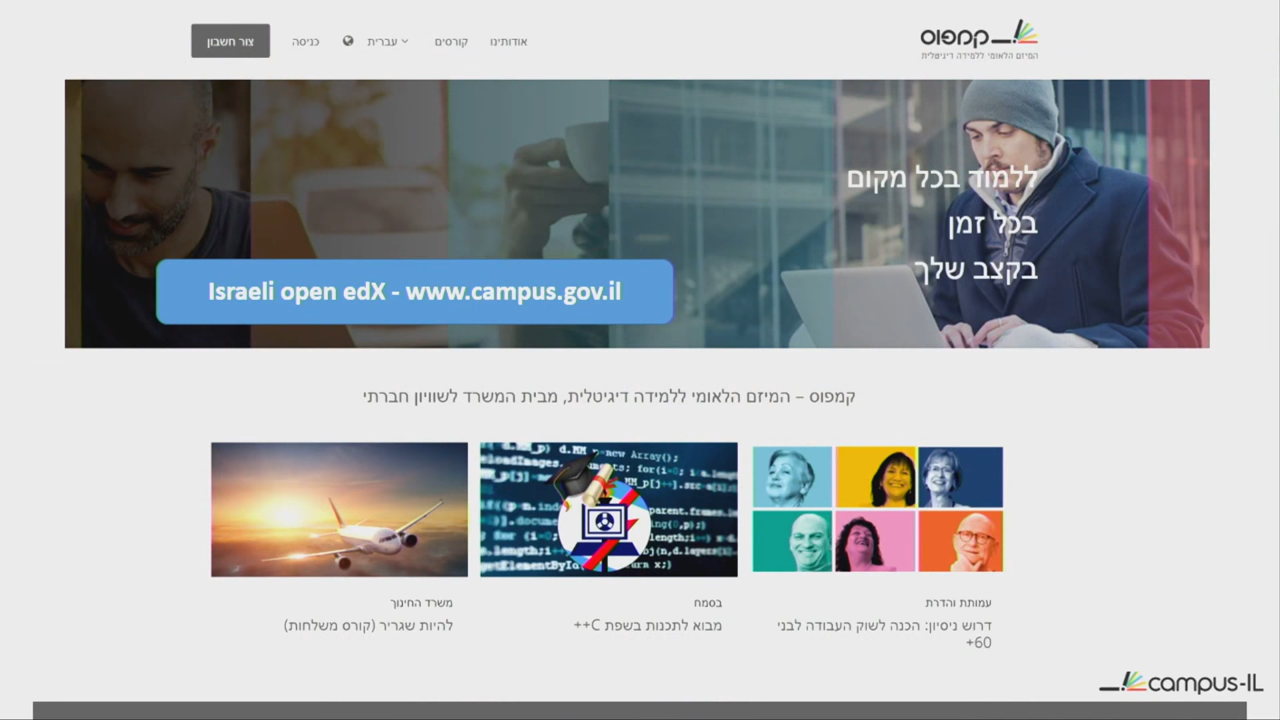 קמפוס
המיזם הלאומי ללמידה דיגיטלית
אודותינו
קורסים
עברית
כניסה
צור חשבון
ללמוד בכל מקום
בכל זמן
בקצב שלך
Israeli open edX - www.campus.gov.il
קמפוס – המיזם הלאומי ללמידה דיגיטלית, מבית המשרד לשוויון חברתי
עמותת והדרת
דרוש ניסיון: הכנה לשוק העבודה לבני
60+
בסמח
מבוא לתכנות בשפת C++
משרד החינוך
להיות שגריר (קורס משלחות)
campus-IL